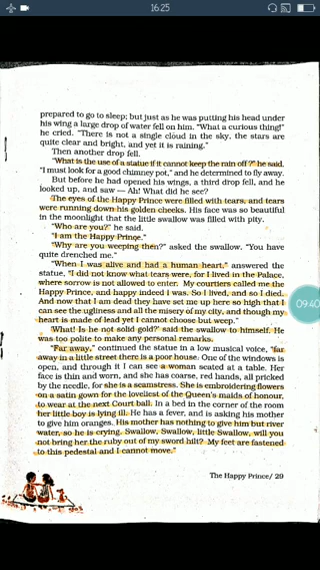 16:25
prepared to go to sleep; but just as he was putting his head under
his wing a large drop of water fell on him. "What a curious thing!"
he cried. "There is not a single cloud in the sky, the stars are
quite clear and bright, and yet it is raining."
Then another drop fell.
"What is the use of a statue if it cannot keep the rain off?" he said.
"I must look for a good chimney pot," and he determined to fly away.
But before he had opened his wings, a third drop fell, and he
looked up, and saw — Ah! What did he see?
The eyes of the Happy Prince were filled with tears, and tears
were running down his golden cheeks. His face was so beautiful
in the moonlight that the little swallow was filled with pity.
"Who are you?" he said.
"I am the Happy Prince."
"Why are you weeping then?" asked the swallow. "You have
quite drenched me."
"When I was alive and had a human heart," answered the
statue, "I did not know what tears were, for I lived in the Palace,
where sorrow is not allowed to enter. My courtiers called me the
Happy Prince, and happy indeed I was. So I lived, and so I died.
And now that I am dead they have set me up here so high that I
can see the ugliness and all the misery of my city, and though my
heart is made of lead yet I cannot choose but weep."
'What! Is he not solid gold?' said the swallow to himself. He
was too polite to make any personal remarks.
"Far away," continued the statue in a low musical voice, "far
away in a little street there is a poor house. One of the windows is
open, and through it I can see a woman seated at a table. Her
face is thin and worn, and she has coarse, red hands, all pricked
by the needle, for she is a seamstress. She is embroidering flowers
on a satin gown for the loveliest of the Queen's maids of honour,
to wear at the next Court ball. In a bed in the corner of the room
her little boy is lying ill. He has a fever, and is asking his mother
to give him oranges. His mother has nothing to give him but river
water, so he is crying. Swallow, Swallow, little Swallow, will you
not bring her the ruby out of my sword hilt? My feet are fastened
to this pedestal and I cannot move."
09:40
The Happy Prince/ 29